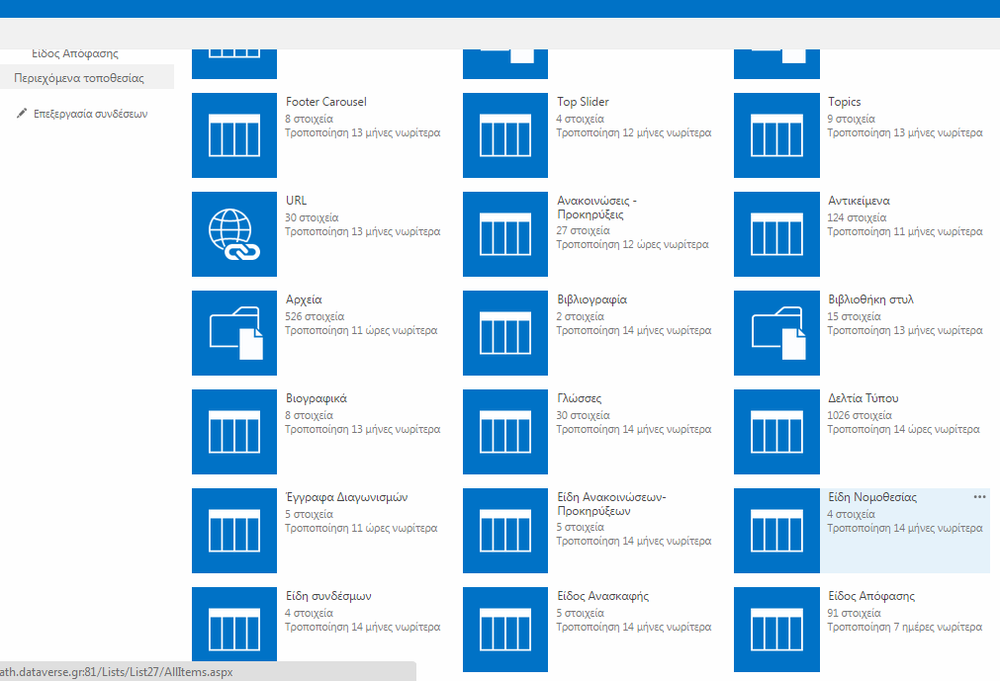 Είδος Απόφασης
Περιεχόμενα τοποθεσίας
Επεξεργασία συνδέσεων
Footer Carousel
8 στοιχεία
Τροποποίηση 13 μήνες νωρίτερα
Top Slider
4 στοιχεία
Τροποποίηση 12 μήνες νωρίτερα
Topics
9 στοιχεία
Τροποποίηση 13 μήνες νωρίτερα
URL
30 στοιχεία
Τροποποίηση 13 μήνες νωρίτερα
Ανακοινώσεις -
Προκηρύξεις
27 στοιχεία
Τροποποίηση 12 ώρες νωρίτερα
Αντικείμενα
124 στοιχεία
Τροποποίηση 11 μήνες νωρίτερα
Αρχεία
526 στοιχεία
Τροποποίηση 11 ώρες νωρίτερα
Βιβλιογραφία
2 στοιχεία
Τροποποίηση 14 μήνες νωρίτερα
Βιβλιοθήκη στυλ
15 στοιχεία
Τροποποίηση 13 μήνες νωρίτερα
Βιογραφικά
8 στοιχεία
Τροποποίηση 13 μήνες νωρίτερα
Γλώσσες
30 στοιχεία
Τροποποίηση 14 μήνες νωρίτερα
Δελτία Τύπου
1026 στοιχεία
Τροποποίηση 14 ώρες νωρίτερα
Έγγραφα Διαγωνισμών
5 στοιχεία
Τροποποίηση 11 ώρες νωρίτερα
Είδη Ανακοινώσεων-
Προκηρύξεων
5 στοιχεία
Τροποποίηση 14 μήνες νωρίτερα
Είδη Νομοθεσίας
4 στοιχεία
Τροποποίηση 14 μήνες νωρίτερα
Είδη συνδέσμων
4 στοιχεία
Τροποποίηση 14 μήνες νωρίτερα
Είδος Ανασκαφής
5 στοιχεία
Τροποποίηση 14 μήνες νωρίτερα
Είδος Απόφασης
91 στοιχεία
Τροποποίηση 7 ημέρες νωρίτερα
ath.dataverse.gr:81/Lists/List27/AllItems.aspx